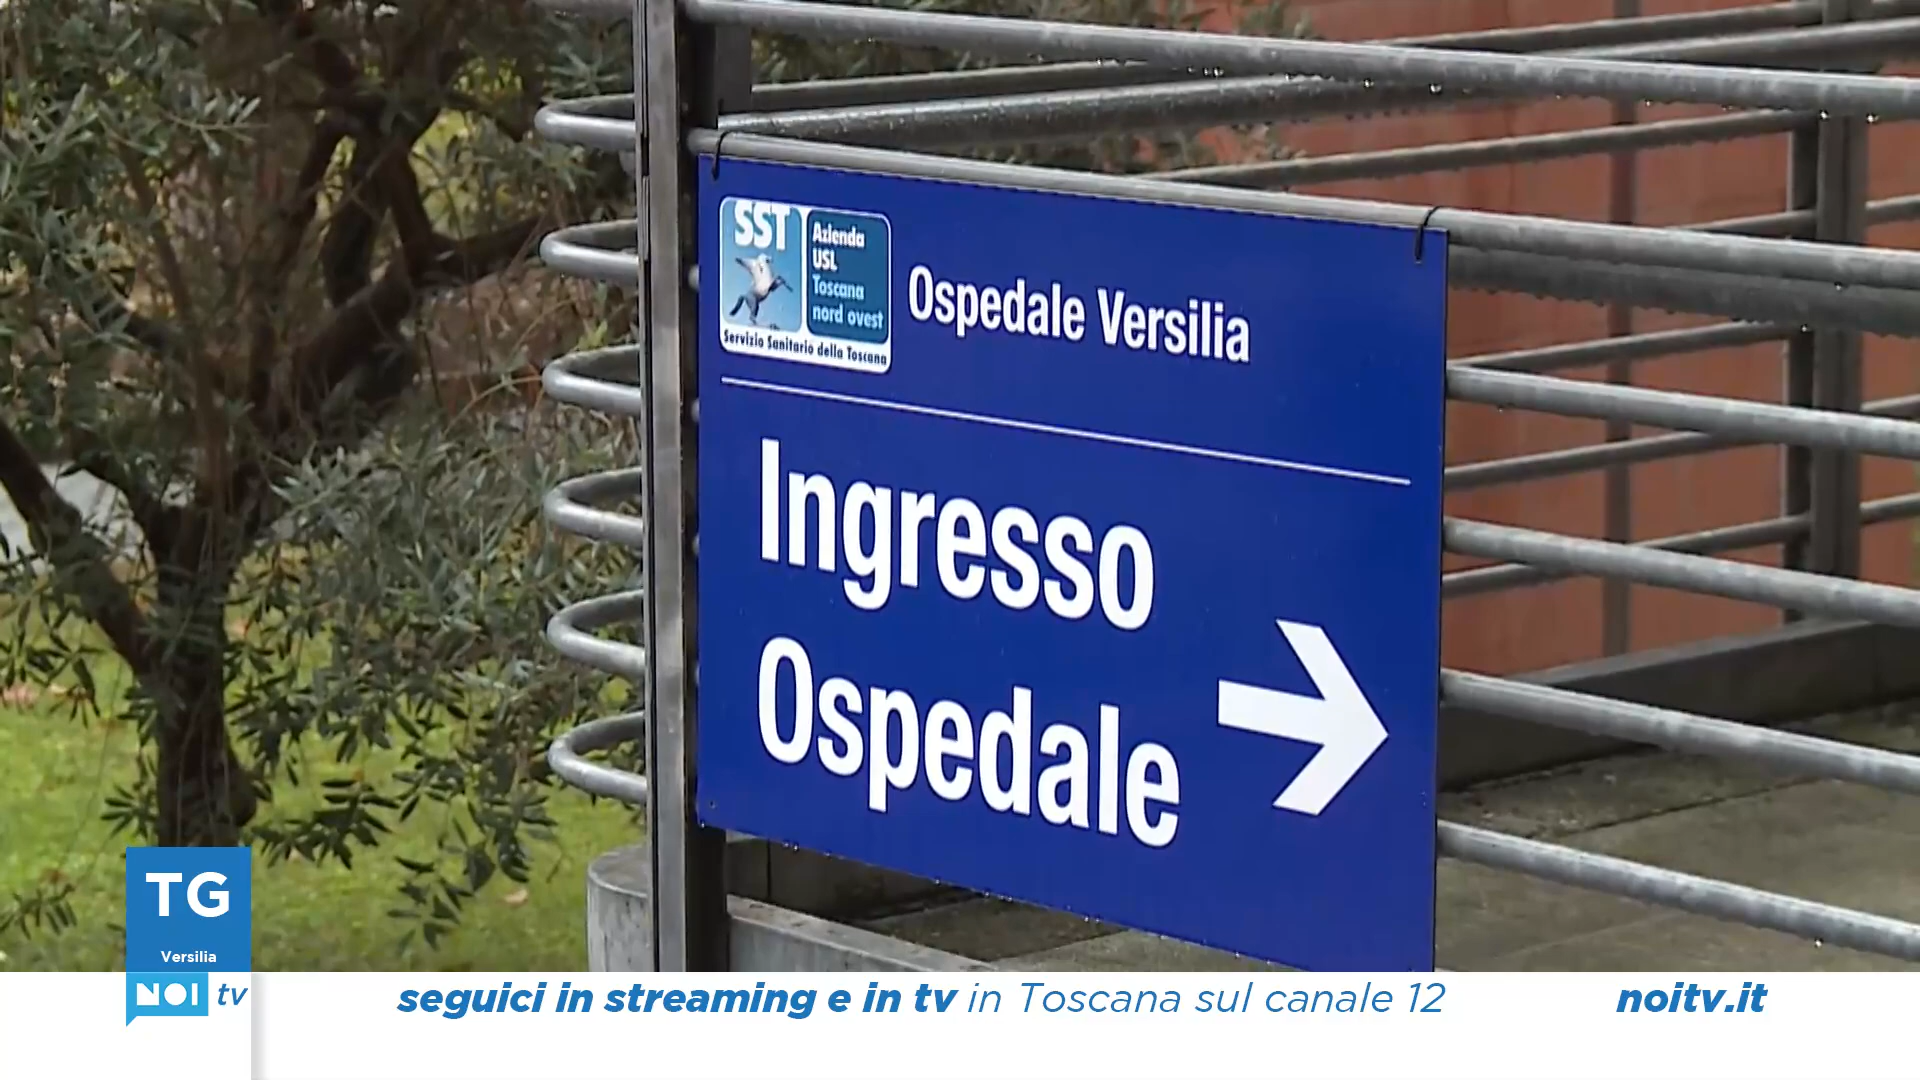 SST
Azienda
USL
Toscana
nord ovest
Servizio Sanitario della Toscana
Ospedale Versilia
Ingresso
Ospedale
TG
Versilia
NOI tv
seguici in streaming e in tv in Toscana sul canale 12
noitv.it